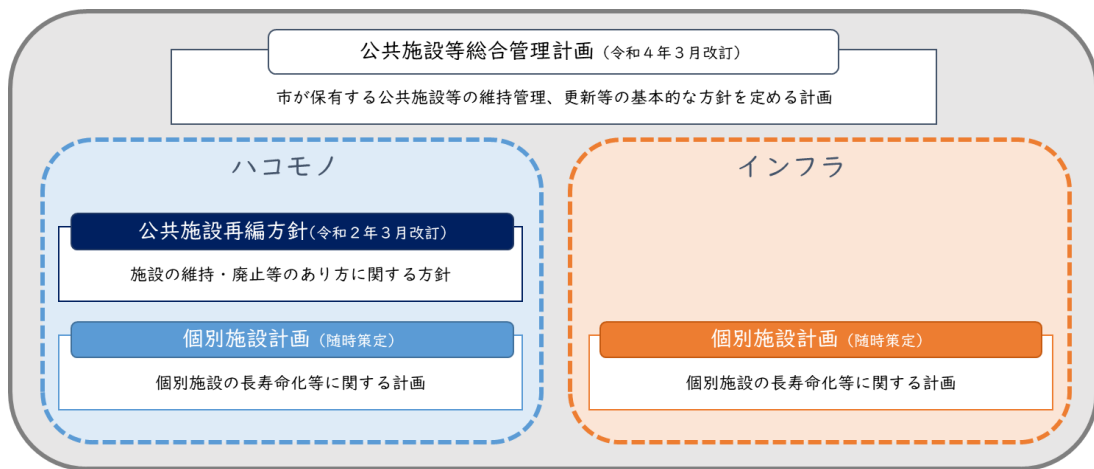 公共施設等総合管理計画（令和４年３月改訂）
市が保有する公共施設等の維持管理、更新等の基本的な方針を定める計画
ハコモノ
公共施設再編方針(令和２年３月改訂)
施設の維持・廃止等のあり方に関する方針
個別施設計画（随時策定）
個別施設の長寿命化等に関する計画
インフラ
個別施設計画（随時策定）
個別施設の長寿命化等に関する計画